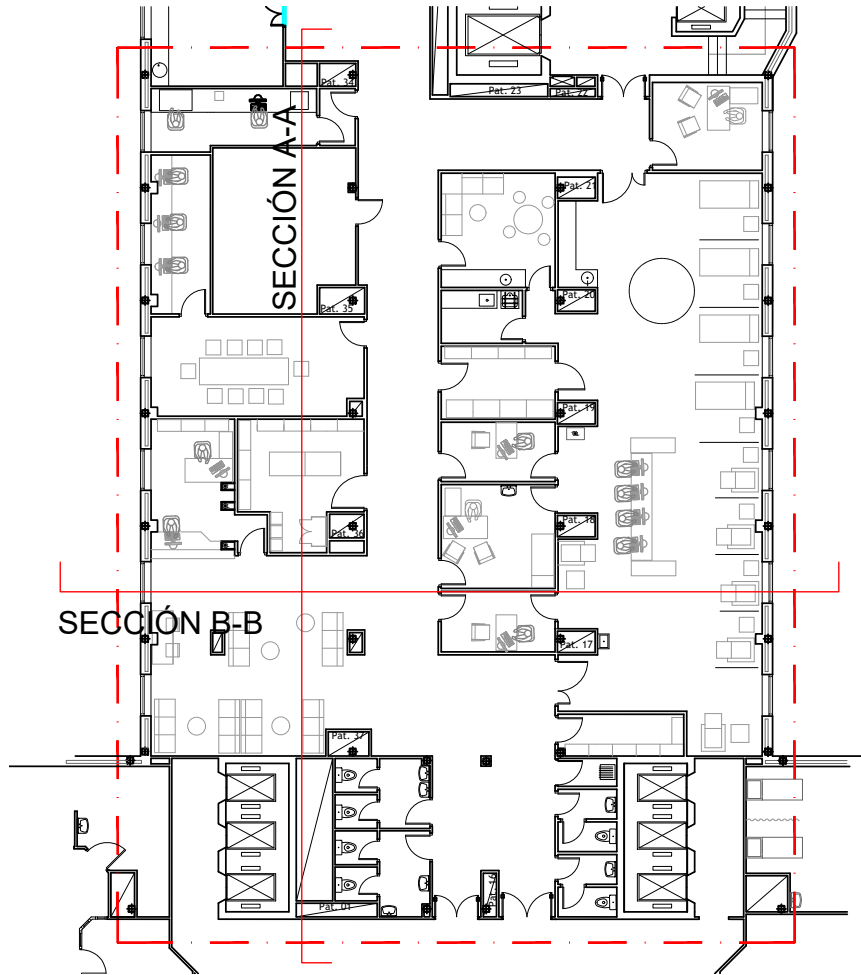 Pat. 34
Pat. 23
Pat. 22
SECCIÓN A-A
Pat. 21
Pat. 35
Pat. 20
Pat. 19
Pat. 36
Pat. 18
SECCIÓN B-B
Pat. 17
Pat. 37
Pat. 01